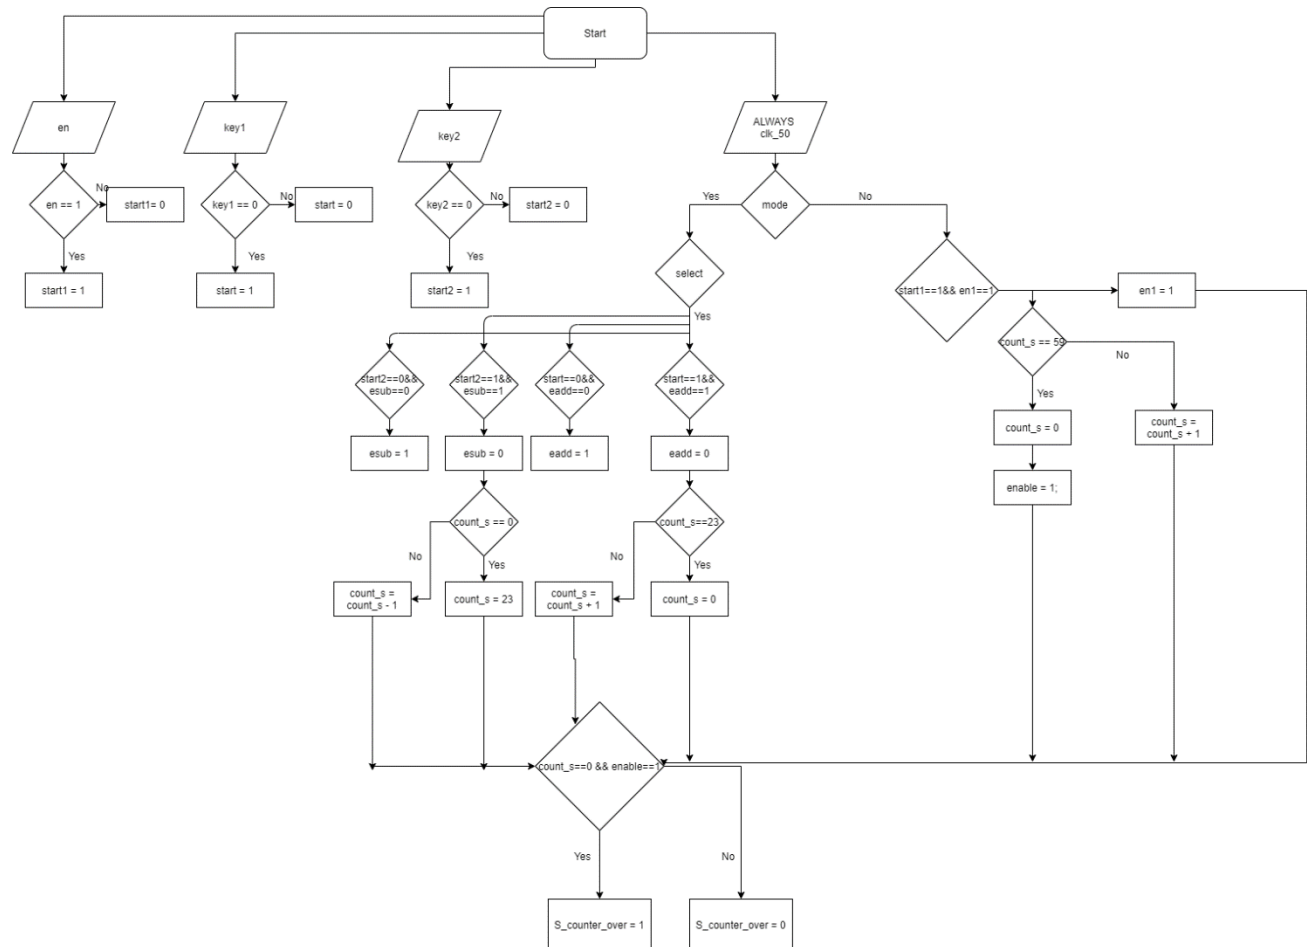 Start
en
key1
key2
ALWAYS
clk_50
en == 1
No
start1= 0
key1 == 0
No
start = 0
key2 == 0
No
start2 = 0
Yes
mode
No
Yes
start1 = 1
Yes
start = 1
Yes
start2 = 1
select
Yes
start1==1&& en1==1
en1 = 1
count_s == 59
No
Yes
start2==0&&
esub==0
start2==1&&
esub==1
start==0&&
eadd==0
start==1&&
eadd==1
count_s = 0
count_s =
count_s + 1
esub = 1
esub = 0
eadd = 1
eadd = 0
enable = 1;
count_s == 0
count_s==23
No
Yes
No
Yes
count_s =
count_s - 1
count_s = 23
count_s =
count_s + 1
count_s = 0
count_s==0 && enable==1
Yes
No
S_counter_over = 1
S_counter_over = 0